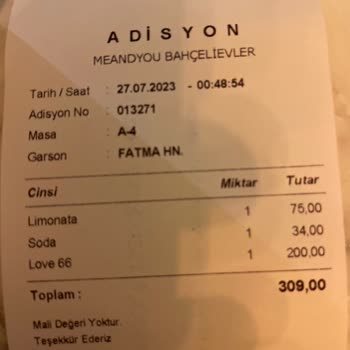 ADİSYON
MEANDYOU BAHÇELİEVLER
Tarih / Saat : 27.07.2023 - 00:48:54
Adisyon No : 013271
Masa : A-4
Garson : FATMA HN.
Cinsi Miktar Tutar
Limonata 1 75,00
Soda 1 34,00
Love 66 1 200,00
Toplam : 309,00
Mali Değeri Yoktur.
Teşekkür Ederiz